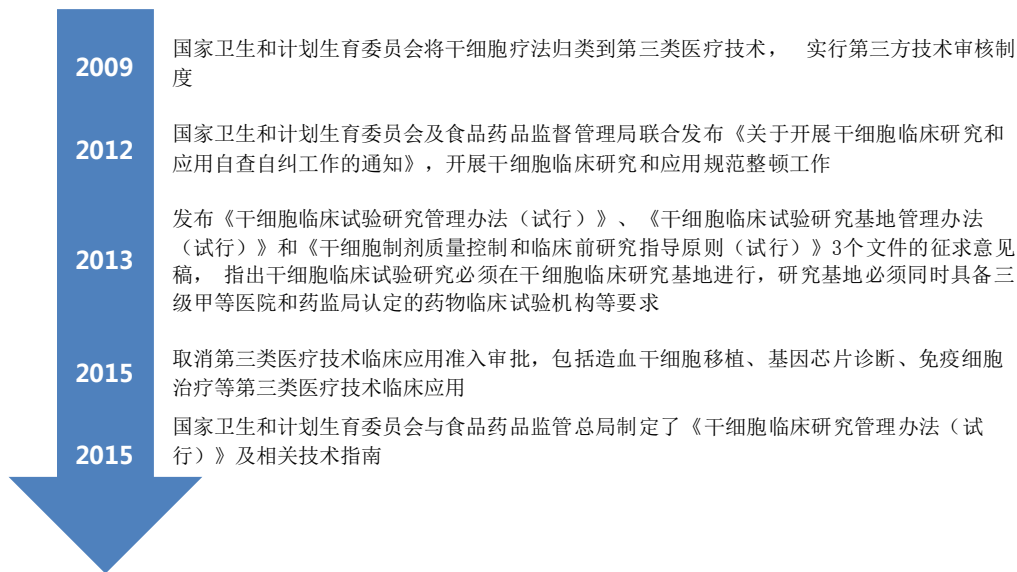 2009
国家卫生和计划生育委员会将干细胞疗法归类到第三类医疗技术， 实行第三方技术审核制
度
2012
国家卫生和计划生育委员会及食品药品监督管理局联合发布《关于开展干细胞临床研究和
应用自查自纠工作的通知》，开展干细胞临床研究和应用规范整顿工作
2013
发布《干细胞临床试验研究管理办法（试行）》、《干细胞临床试验研究基地管理办法
（试行）》和《干细胞制剂质量控制和临床前研究指导原则（试行）》3个文件的征求意见
稿， 指出干细胞临床试验研究必须在干细胞临床研究基地进行，研究基地必须同时具备三
级甲等医院和药监局认定的药物临床试验机构等要求
2015
取消第三类医疗技术临床应用准入审批，包括造血干细胞移植、基因芯片诊断、免疫细胞
治疗等第三类医疗技术临床应用
2015
国家卫生和计划生育委员会与食品药品监管总局制定了《干细胞临床研究管理办法（试
行）》及相关技术指南